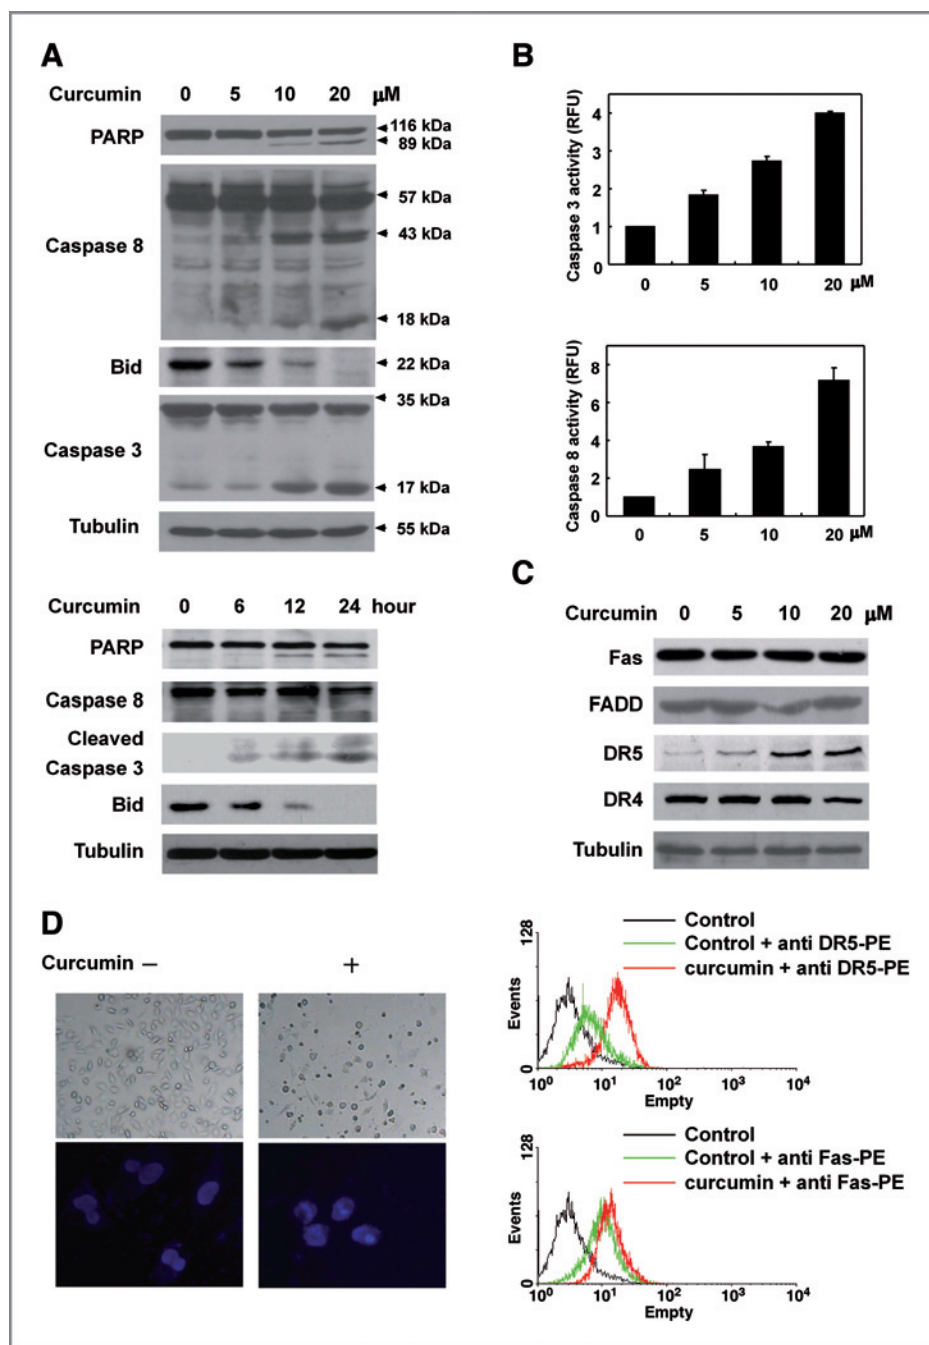 A
Curcumin 0 5 10 20 μM
PARP
116 kDa
89 kDa
Caspase 8
57 kDa
43 kDa
18 kDa
Bid
22 kDa
35 kDa
Caspase 3
17 kDa
Tubulin
55 kDa
Curcumin 0 6 12 24 hour
PARP
Caspase 8
Cleaved
Caspase 3
Bid
Tubulin
B
Caspase 3 activity (RFU)
4
3
2
1
0
0 5 10 20 μM
Caspase 8 activity (RFU)
8
6
4
2
0
0 5 10 20 μM
C
Curcumin 0 5 10 20 μM
Fas
FADD
DR5
DR4
Tubulin
Control
Control + anti DR5-PE
curcumin + anti DR5-PE
128
Events
0
10⁰ 10¹ 10² 10³ 10⁴
Empty
Control
Control + anti Fas-PE
curcumin + anti Fas-PE
128
Events
0
10⁰ 10¹ 10² 10³ 10⁴
Empty
D
Curcumin − +